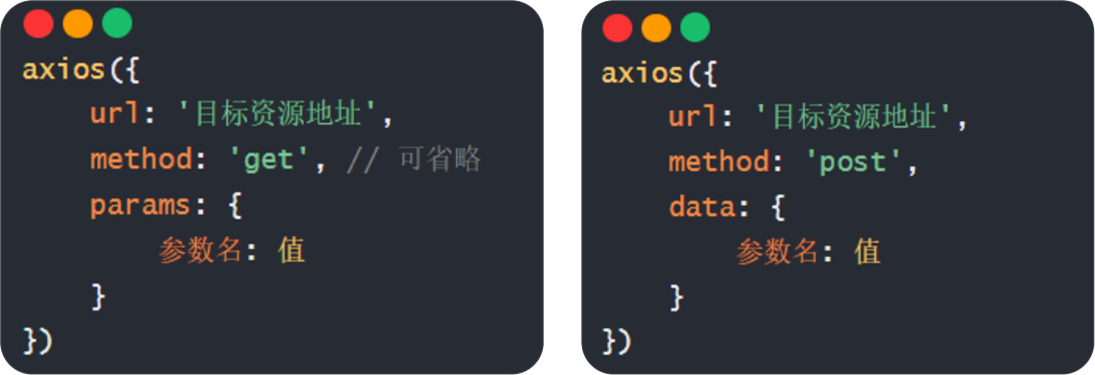 axios({
    url: '目标资源地址',
    method: 'get', // 可省略
    params: {
        参数名: 值
    }
})
axios({
    url: '目标资源地址',
    method: 'post',
    data: {
        参数名: 值
    }
})